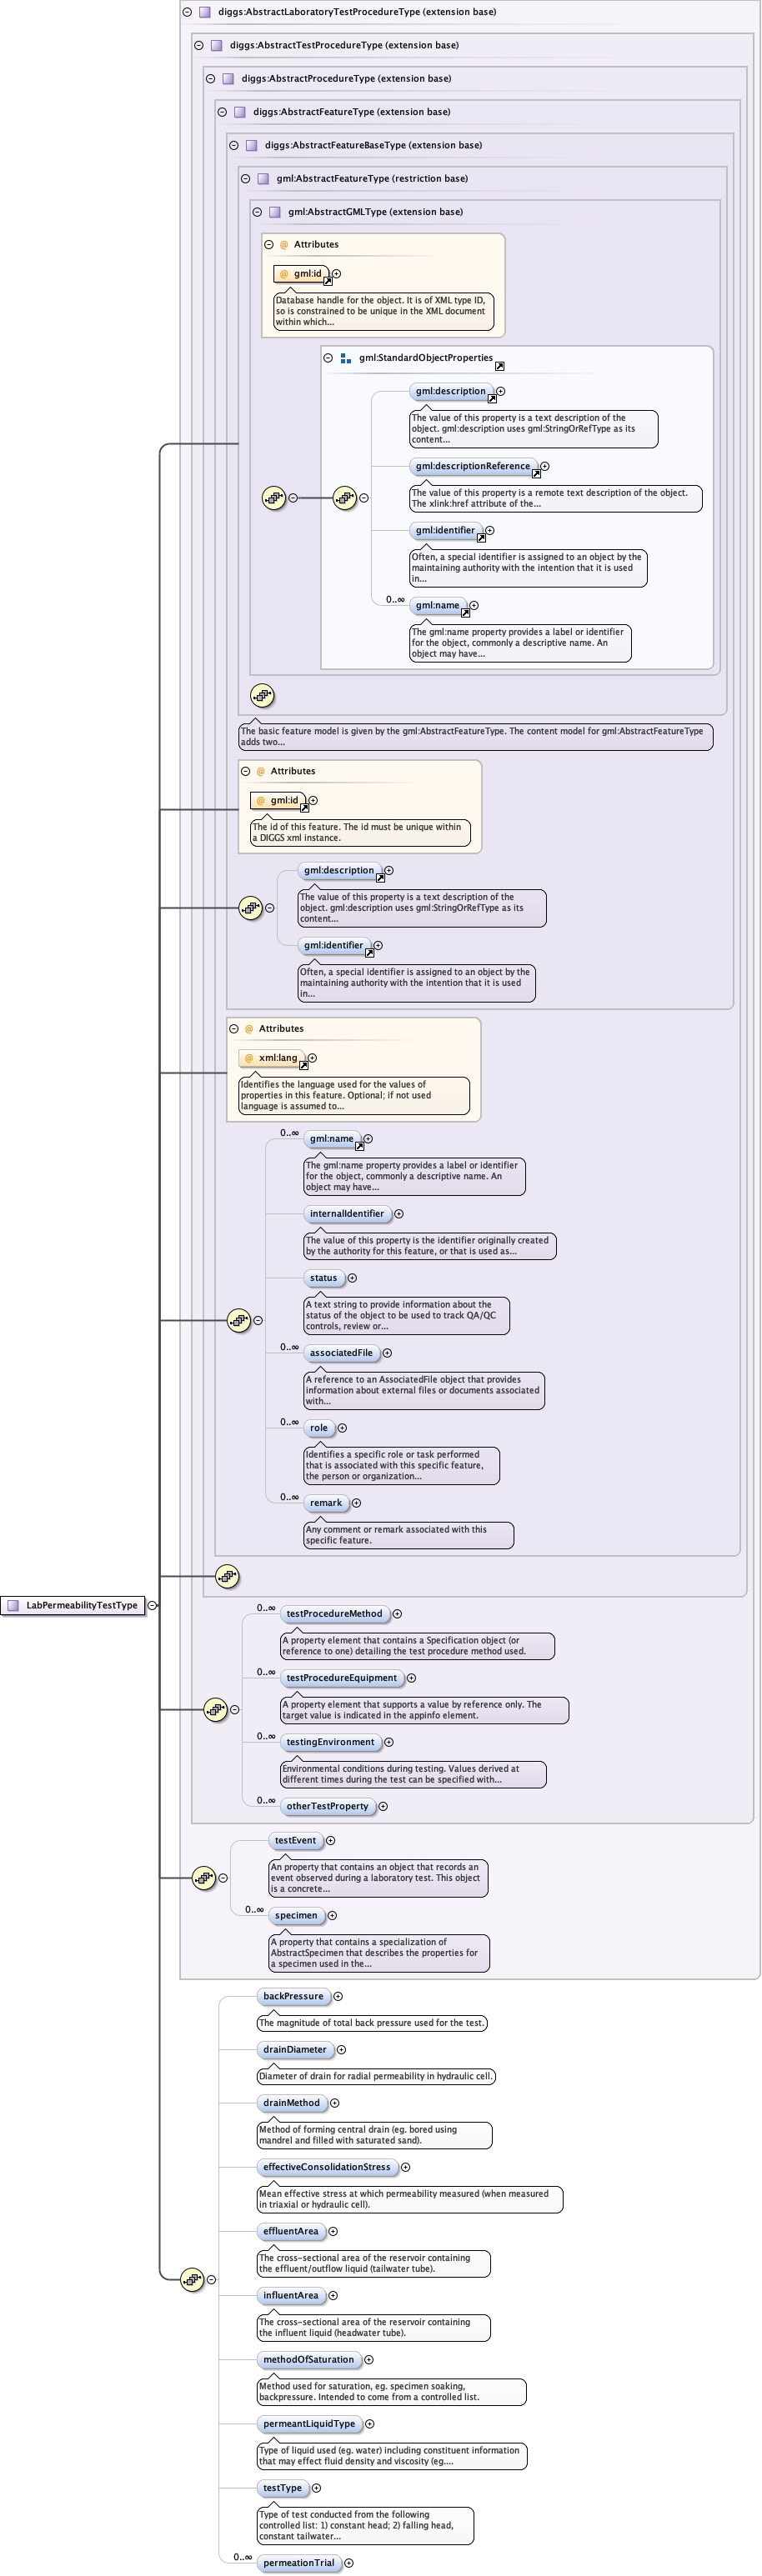 diggs:AbstractLaboratoryTestProcedureType (extension base)
diggs:AbstractTestProcedureType (extension base)
diggs:AbstractProcedureType (extension base)
diggs:AbstractFeatureType (extension base)
diggs:AbstractFeatureBaseType (extension base)
gml:AbstractFeatureType (restriction base)
gml:AbstractGMLType (extension base)
@ Attributes
@ gml:id
Database handle for the object. It is of XML type ID,
so is constrained to be unique in the XML document
within which...
gml:StandardObjectProperties
gml:description
The value of this property is a text description of the
object. gml:description uses gml:StringOrRefType as its
content...
gml:descriptionReference
The value of this property is a remote text description of the object.
The xlink:href attribute of the...
gml:identifier
Often, a special identifier is assigned to an object by the
maintaining authority with the intention that it is used
in...
0..∞
gml:name
The gml:name property provides a label or identifier
for the object, commonly a descriptive name. An
object may have...
The basic feature model is given by the gml:AbstractFeatureType. The content model for gml:AbstractFeatureType
adds two...
@ Attributes
@ gml:id
The id of this feature. The id must be unique within
a DIGGS xml instance.
gml:description
The value of this property is a text description of the
object. gml:description uses gml:StringOrRefType as its
content...
gml:identifier
Often, a special identifier is assigned to an object by the
maintaining authority with the intention that it is used
in...
@ Attributes
@ xml:lang
Identifies the language used for the values of
properties in this feature. Optional; if not used
language is assumed to...
0..∞
gml:name
The gml:name property provides a label or identifier
for the object, commonly a descriptive name. An
object may have...
internalIdentifier
The value of this property is the identifier originally created
by the authority for this feature, or that is used as...
status
A text string to provide information about the
status of the object to be used to track QA/QC
controls, review or...
0..∞
associatedFile
A reference to an AssociatedFile object that provides
information about external files or documents associated
with...
0..∞
role
Identifies a specific role or task performed
that is associated with this specific feature,
the person or organization...
0..∞
remark
Any comment or remark associated with this
specific feature.
LabPermeabilityTestType
0..∞
testProcedureMethod
A property element that contains a Specification object (or
reference to one) detailing the test procedure method used.
0..∞
testProcedureEquipment
A property element that supports a value by reference only. The
target value is indicated in the appinfo element.
0..∞
testingEnvironment
Environmental conditions during testing. Values derived at
different times during the test can be specified with...
0..∞
otherTestProperty
testEvent
An property that contains an object that records an
event observed during a laboratory test. This object
is a concrete...
0..∞
specimen
A property that contains a specialization of
AbstractSpecimen that describes the properties for
a specimen used in the...
backPressure
The magnitude of total back pressure used for the test.
drainDiameter
Diameter of drain for radial permeability in hydraulic cell.
drainMethod
Method of forming central drain (eg. bored using
mandrel and filled with saturated sand).
effectiveConsolidationStress
Mean effective stress at which permeability measured (when measured
in triaxial or hydraulic cell).
effluentArea
The cross-sectional area of the reservoir containing
the effluent/outflow liquid (tailwater tube).
influentArea
The cross-sectional area of the reservoir containing
the influent liquid (headwater tube).
methodOfSaturation
Method used for saturation, eg. specimen soaking,
backpressure. Intended to come from a controlled list.
permeantLiquidType
Type of liquid used (eg. water) including constituent information
that may effect fluid density and viscosity (eg....
testType
Type of test conducted from the following
controlled list: 1) constant head; 2) falling head,
constant tailwater...
0..∞
permeationTrial